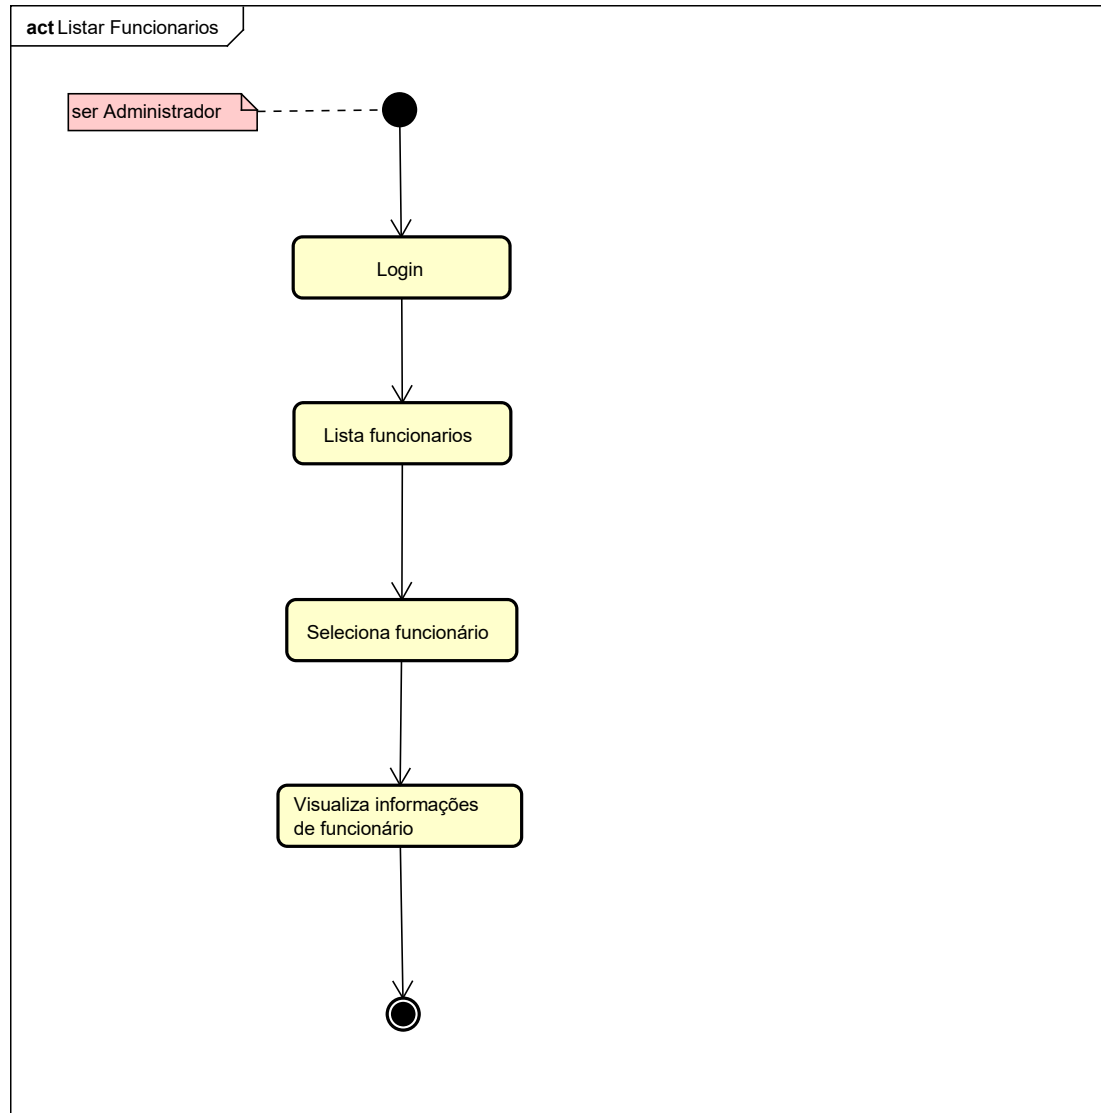 act Listar Funcionarios
ser Administrador
Login
Lista funcionarios
Seleciona funcionário
Visualiza informações
de funcionário